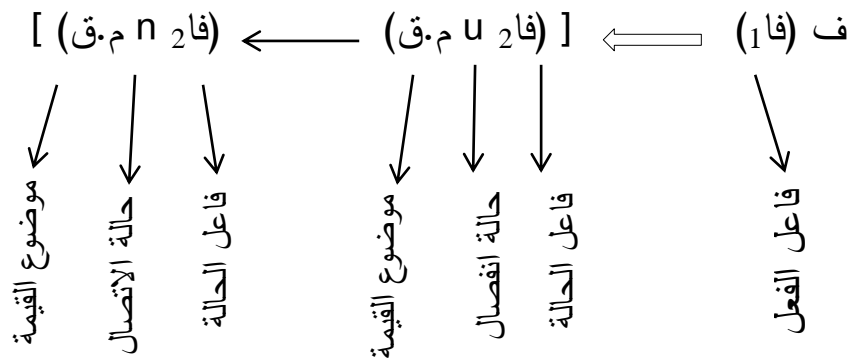 ف (فا1) [ (فا2 u م.ق) (فا2 n م.ق) ]
فاعل الفعل
فاعل الحالة
حالة انفصال
موضوع القيمة
فاعل الحالة
حالة الاتصال
موضوع القيمة